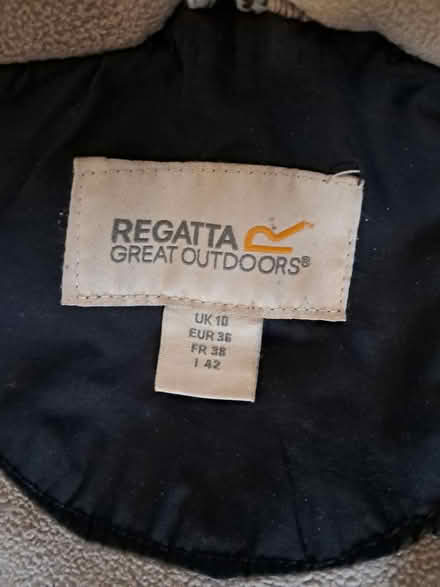 REGATTA
GREAT OUTDOORS®
UK 10
EUR 36
FR 38
I 42